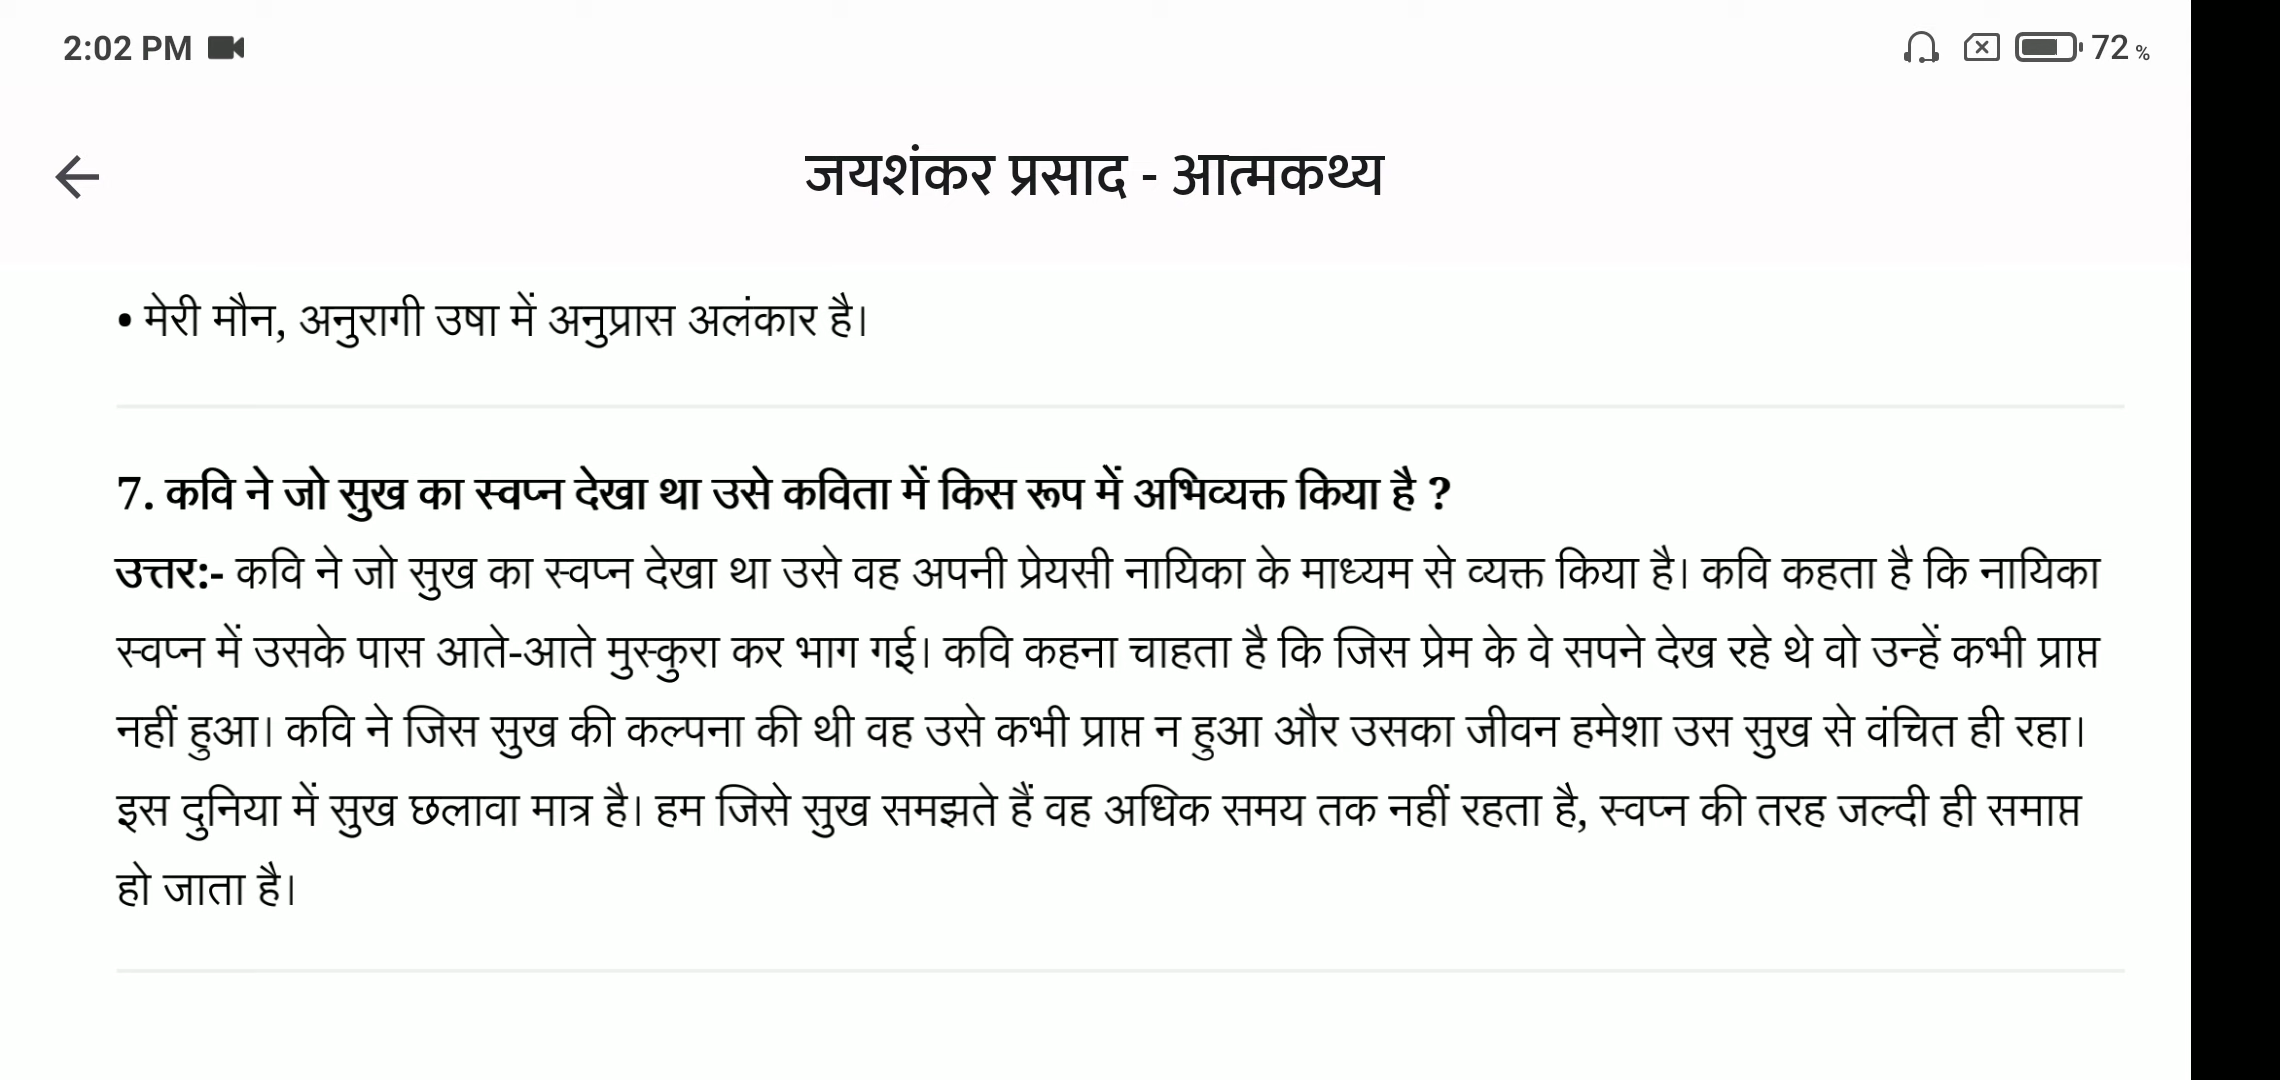 2:02 PM
72 %
जयशंकर प्रसाद - आत्मकथ्य
• मेरी मौन, अनुरागी उषा में अनुप्रास अलंकार है।
7. कवि ने जो सुख का स्वप्न देखा था उसे कविता में किस रूप में अभिव्यक्त किया है ?
उत्तर:- कवि ने जो सुख का स्वप्न देखा था उसे वह अपनी प्रेयसी नायिका के माध्यम से व्यक्त किया है। कवि कहता है कि नायिका
स्वप्न में उसके पास आते-आते मुस्कुरा कर भाग गई। कवि कहना चाहता है कि जिस प्रेम के वे सपने देख रहे थे वो उन्हें कभी प्राप्त
नहीं हुआ। कवि ने जिस सुख की कल्पना की थी वह उसे कभी प्राप्त न हुआ और उसका जीवन हमेशा उस सुख से वंचित ही रहा।
इस दुनिया में सुख छलावा मात्र है। हम जिसे सुख समझते हैं वह अधिक समय तक नहीं रहता है, स्वप्न की तरह जल्दी ही समाप्त
हो जाता है।